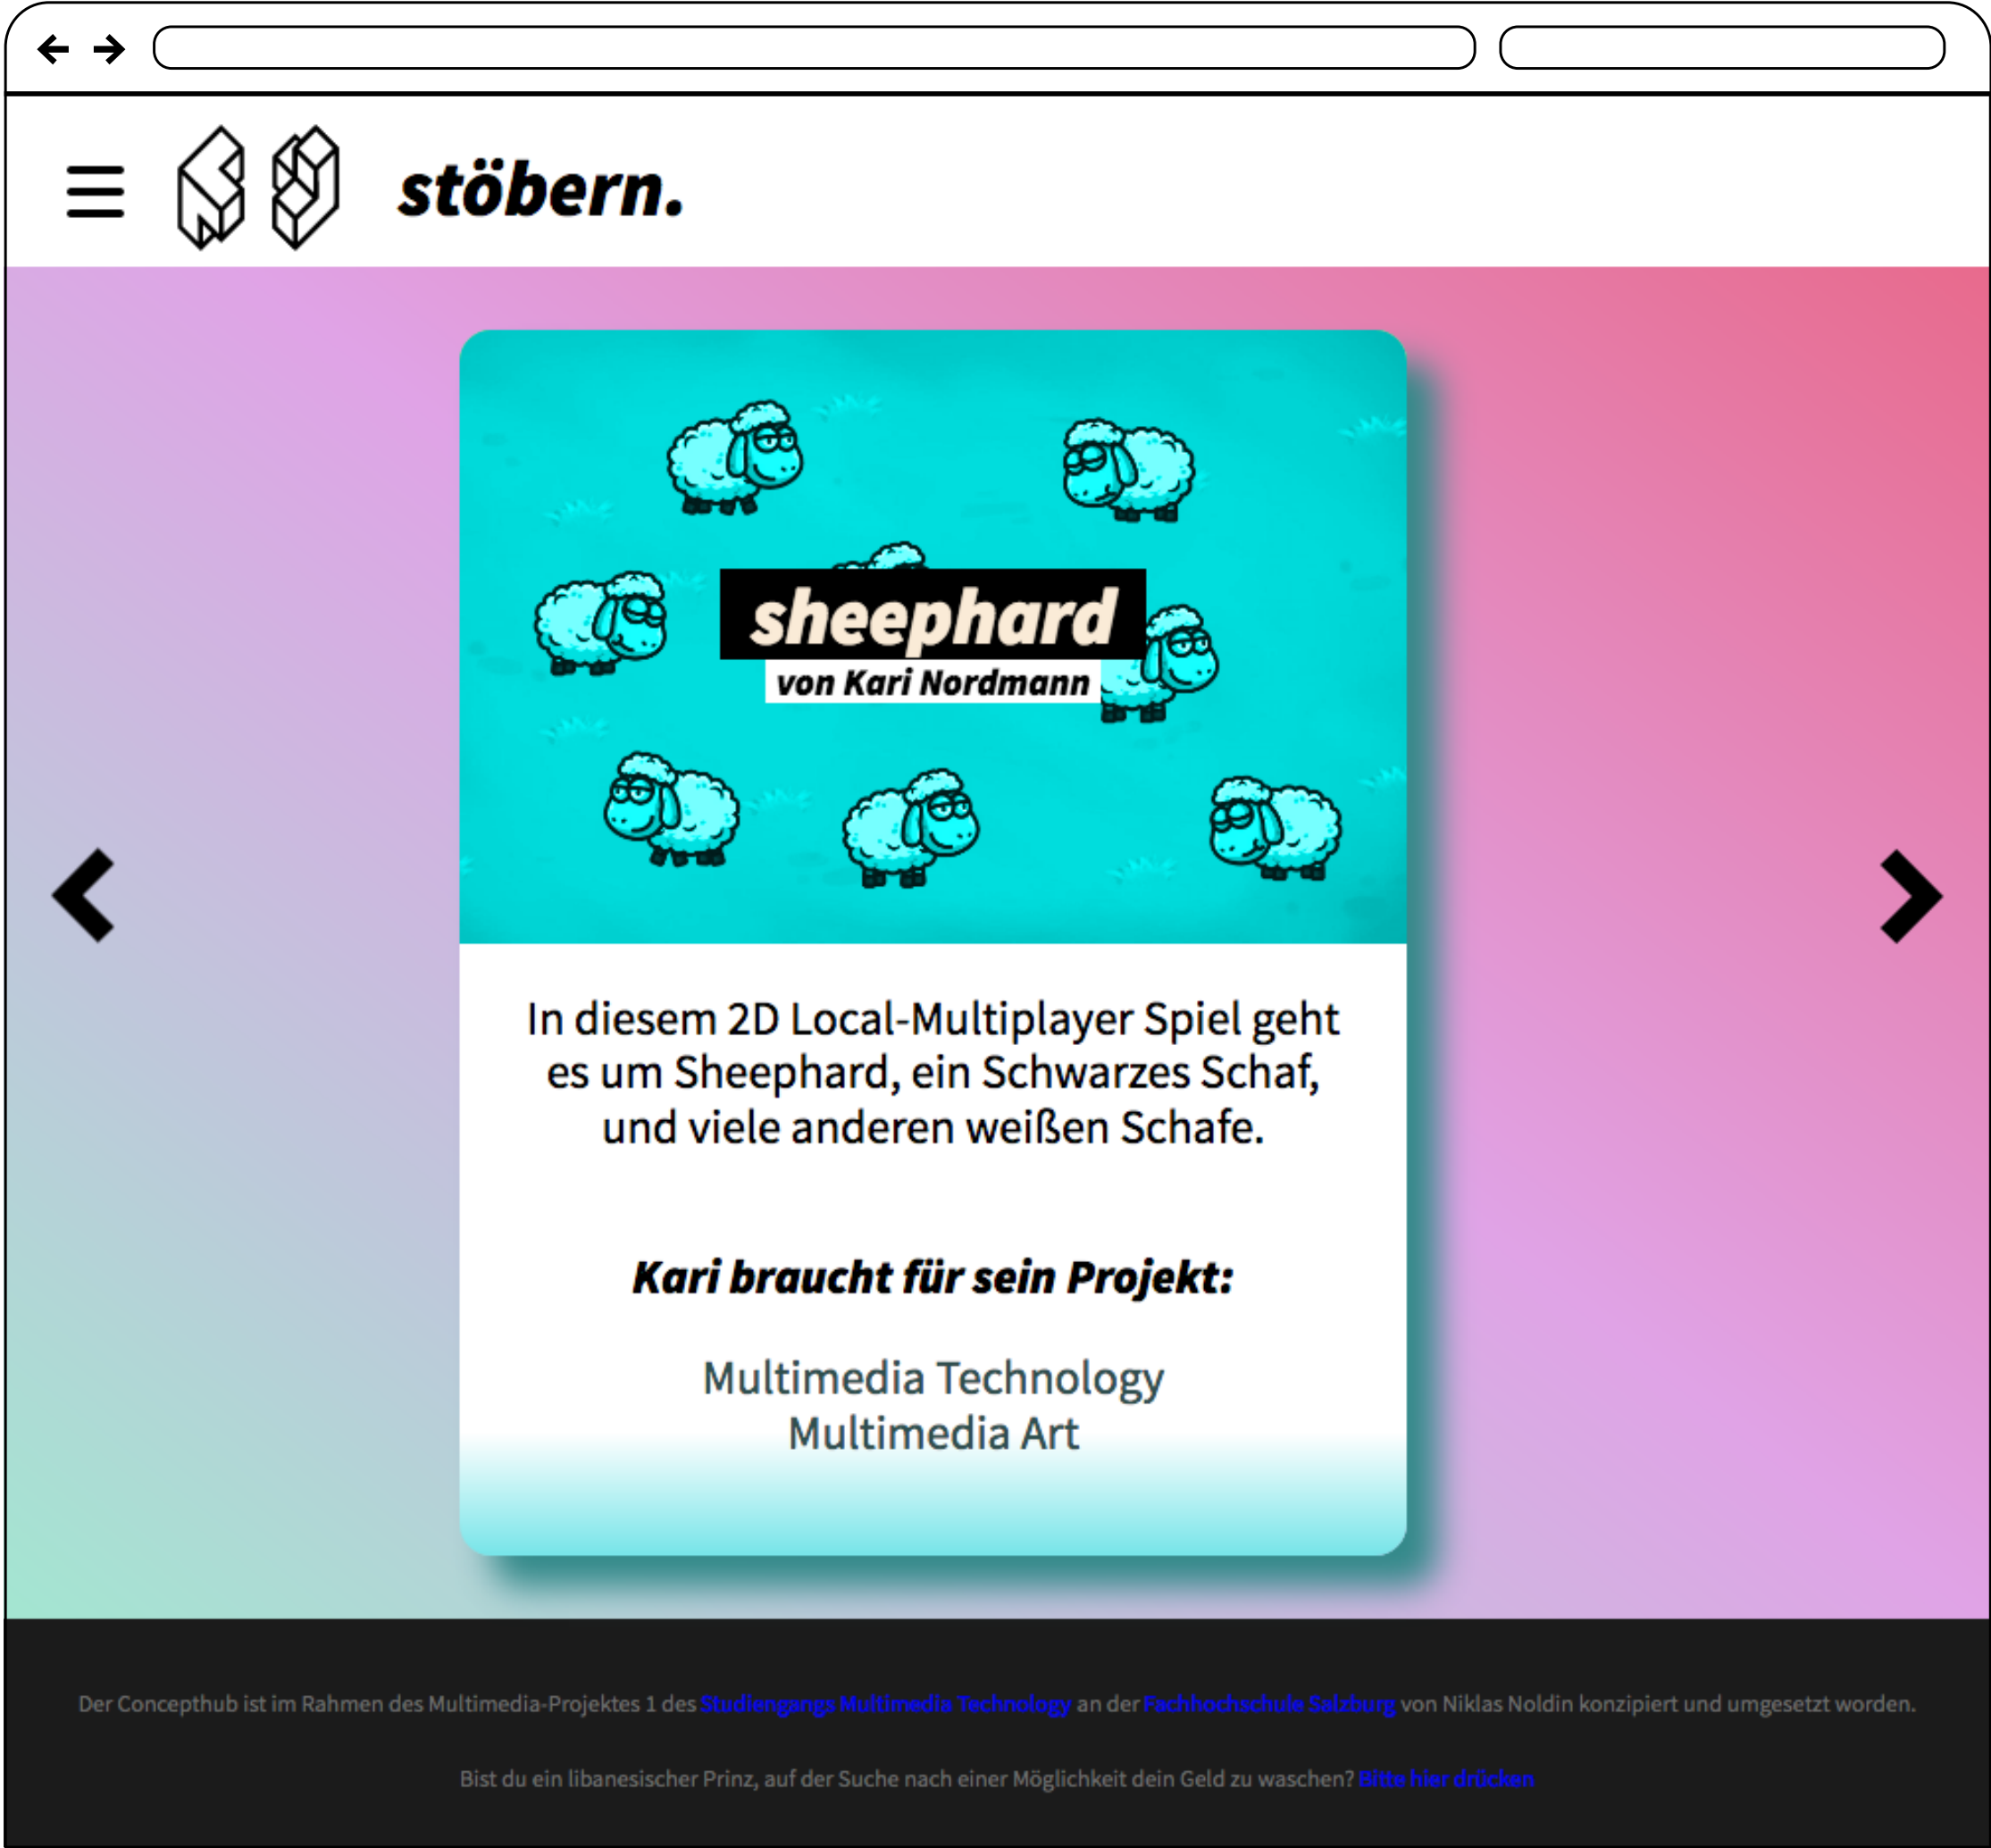 stöbern.
sheephard
von Kari Nordmann
In diesem 2D Local-Multiplayer Spiel geht
es um Sheephard, ein Schwarzes Schaf,
und viele anderen weißen Schafe.
Kari braucht für sein Projekt:
Multimedia Technology
Multimedia Art
Der Concepthub ist im Rahmen des Multimedia-Projektes 1 des Studiengangs Multimedia Technology an der Fachhochschule Salzburg von Niklas Noldin konzipiert und umgesetzt worden.
Bist du ein libanesischer Prinz, auf der Suche nach einer Möglichkeit dein Geld zu waschen? Bitte hier drücken